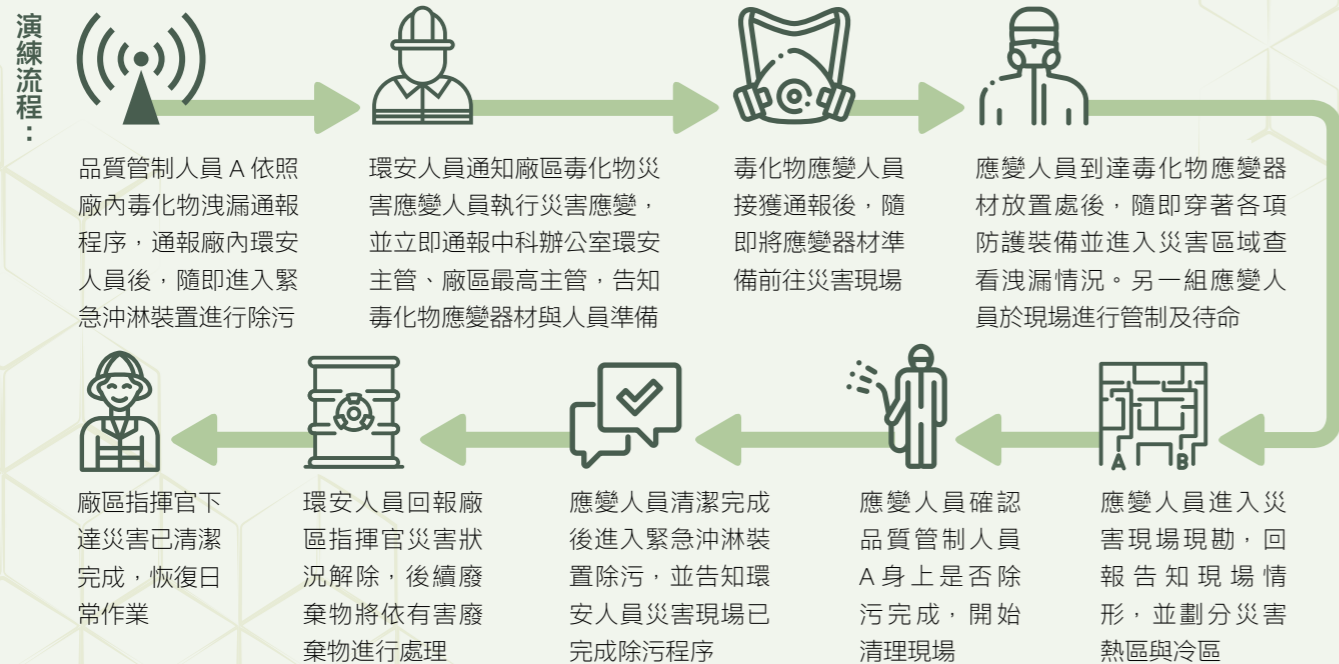 演練流程：
品質管制人員 A 依照
廠內毒化物洩漏通報
程序，通報廠內環安
人員後，隨即進入緊
急沖淋裝置進行除污
環安人員通知廠區毒化物災
害應變人員執行災害應變，
並立即通報中科辦公室環安
主管、廠區最高主管，告知
毒化物應變器材與人員準備
毒化物應變人員
接獲通報後，隨
即將應變器材準
備前往災害現場
應變人員到達毒化物應變器
材放置處後，隨即穿著各項
防護裝備並進入災害區域查
看洩漏情況。另一組應變人
員於現場進行管制及待命
A B
應變人員進入災
害現場現勘，回
報告知現場情
形，並劃分災害
熱區與冷區
應變人員確認
品質管制人員
A 身上是否除
污完成，開始
清理現場
應變人員清潔完成
後進入緊急沖淋裝
置除污，並告知環
安人員災害現場已
完成除污程序
環安人員回報廠
區指揮官災害狀
況解除，後續廢
棄物將依有害廢
棄物進行處理
廠區指揮官下
達災害已清潔
完成，恢復日
常作業